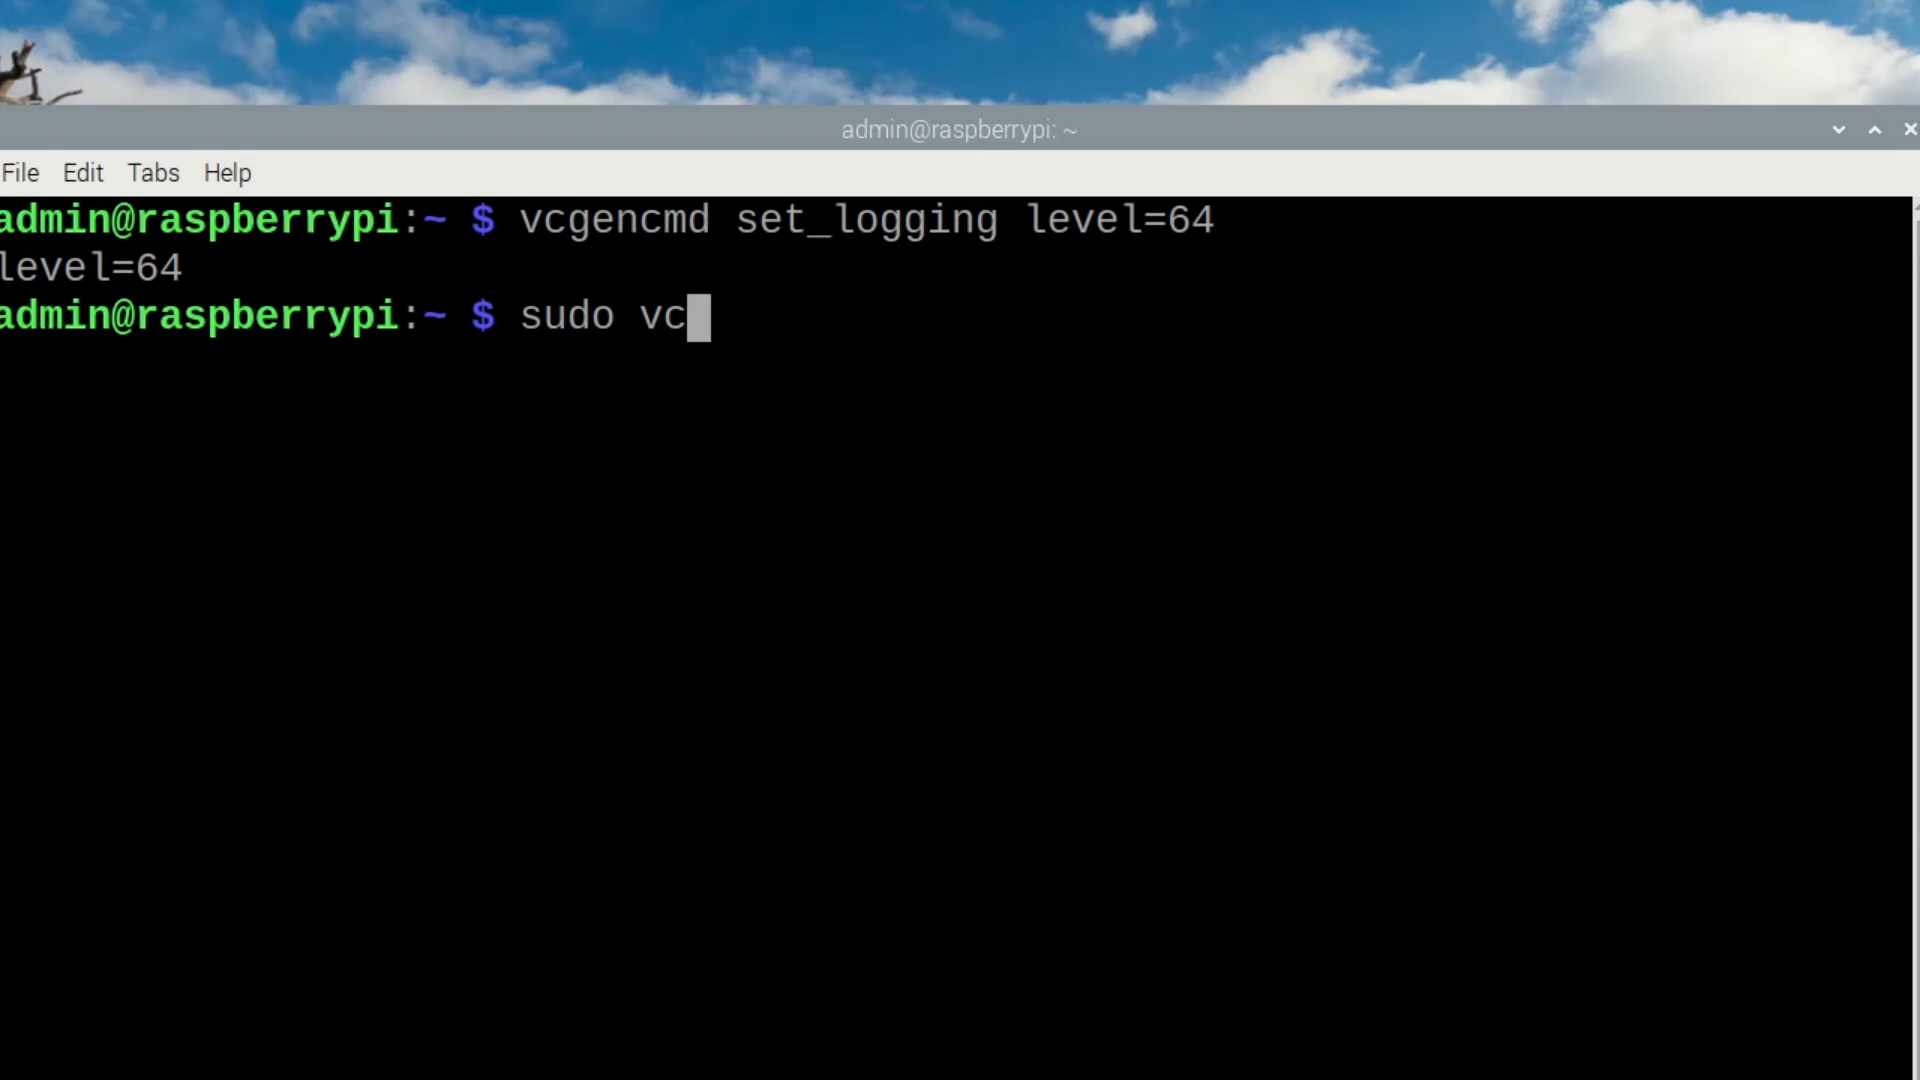 admin@raspberrypi: ~
File Edit Tabs Help
admin@raspberrypi:~ $ vcgencmd set_logging level=64
level=64
admin@raspberrypi:~ $ sudo vc